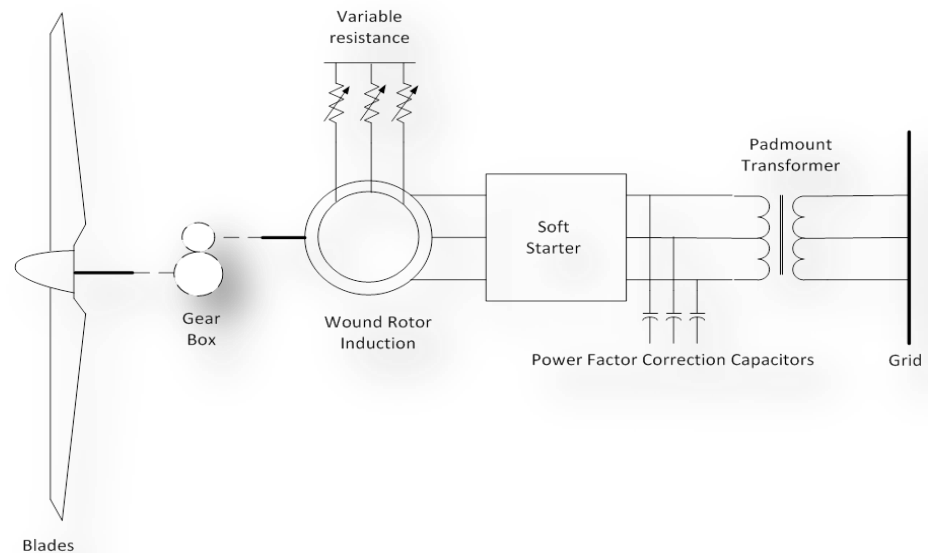 Variable
resistance
Padmount
Transformer
Soft
Starter
Gear
Box
Wound Rotor
Induction
Power Factor Correction Capacitors
Grid
Blades